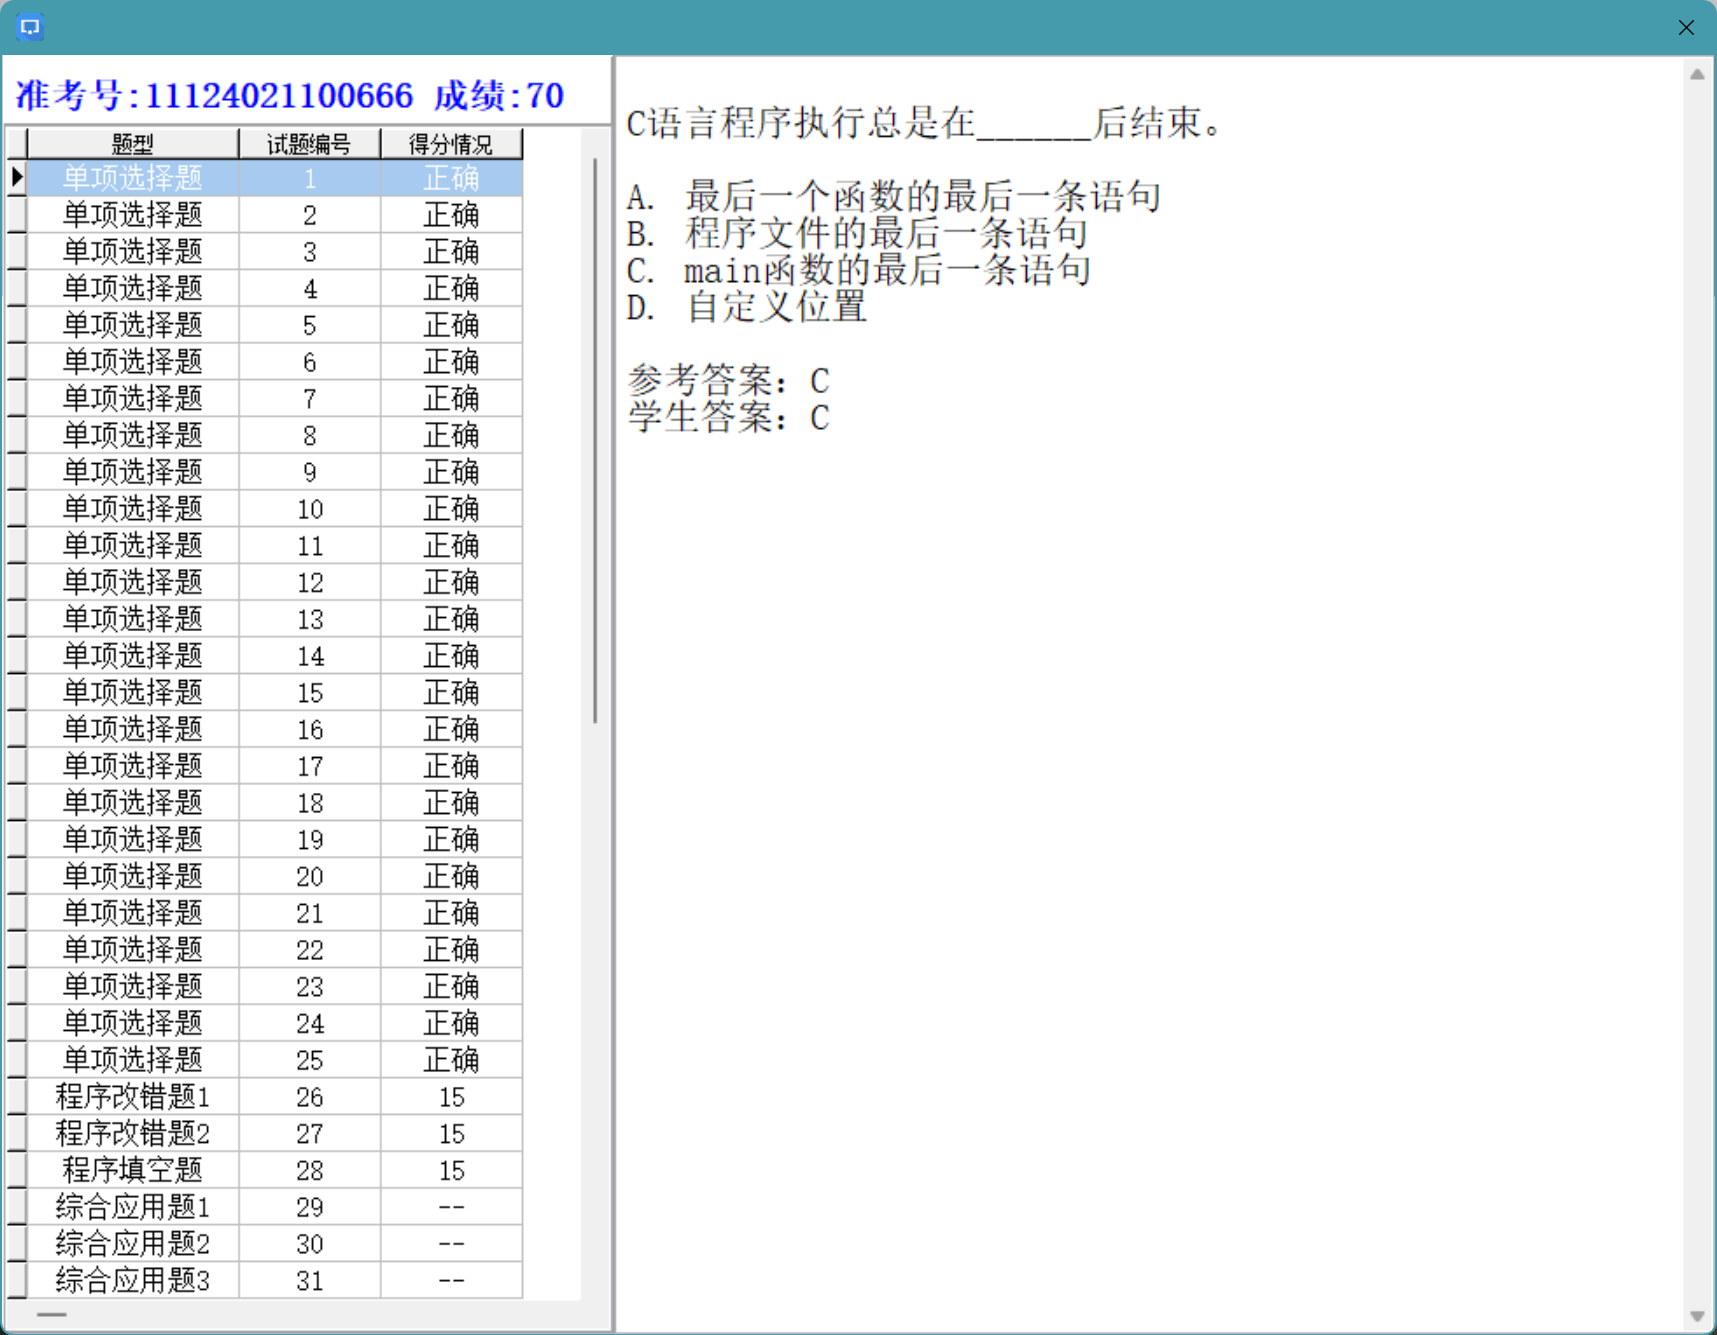 准考号:11124021100666 成绩:70
题型 试题编号 得分情况
单项选择题 1 正确
单项选择题 2 正确
单项选择题 3 正确
单项选择题 4 正确
单项选择题 5 正确
单项选择题 6 正确
单项选择题 7 正确
单项选择题 8 正确
单项选择题 9 正确
单项选择题 10 正确
单项选择题 11 正确
单项选择题 12 正确
单项选择题 13 正确
单项选择题 14 正确
单项选择题 15 正确
单项选择题 16 正确
单项选择题 17 正确
单项选择题 18 正确
单项选择题 19 正确
单项选择题 20 正确
单项选择题 21 正确
单项选择题 22 正确
单项选择题 23 正确
单项选择题 24 正确
单项选择题 25 正确
程序改错题1 26 15
程序改错题2 27 15
程序填空题 28 15
综合应用题1 29 --
综合应用题2 30 --
综合应用题3 31 --
C语言程序执行总是在______后结束。
A. 最后一个函数的最后一条语句
B. 程序文件的最后一条语句
C. main函数的最后一条语句
D. 自定义位置
参考答案：C
学生答案：C